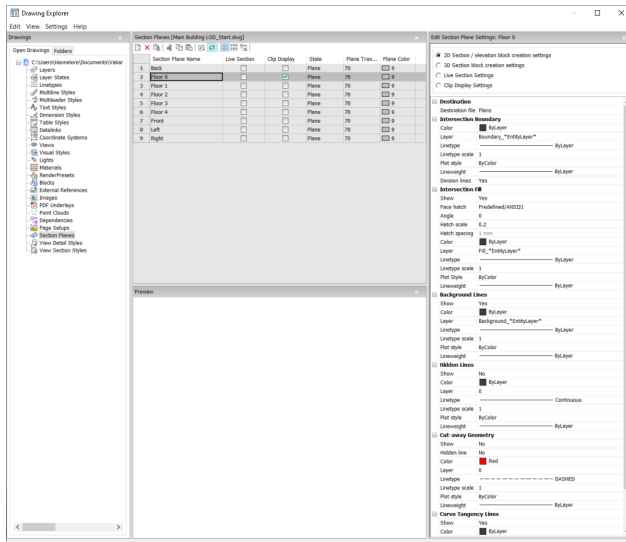 Drawing Explorer
Edit View Settings Help
Drawings
Open Drawings Folders
C:\Users\Hannelore\Documents\Vakar
Layers
Layer States
Linetypes
Multiline Styles
Multileader Styles
Text Styles
Dimension Styles
Table Styles
Datalinks
Coordinate Systems
Views
Visual Styles
Lights
Materials
RenderPresets
Blocks
External References
Images
PDF Underlays
Point Clouds
Dependencies
Page Setups
Section Planes
View Detail Styles
View Section Styles
Section Planes [Main Building LOD_Start.dwg]
Section Plane Name Live Section Clip Display State Plane Tran... Plane Color
1 Back Plane 70 9
2 Floor 0 Plane 70 9
3 Floor 1 Plane 70 9
4 Floor 2 Plane 70 9
5 Floor 3 Plane 70 9
6 Floor 4 Plane 70 9
7 Front Plane 70 9
8 Left Plane 70 9
9 Right Plane 70 9
Preview
Edit Section Plane Settings: Floor 0
2D Section / elevation block creation settings
3D Section block creation settings
Live Section Settings
Clip Display Settings
Destination
Destination file Plans
Intersection Boundary
Color ByLayer
Layer Boundary_*EntityLayer*
Linetype ByLayer
Linetype scale 1
Plot style ByColor
Lineweight ByLayer
Division lines Yes
Intersection Fill
Show Yes
Face hatch Predefined/ANSI31
Angle 0
Hatch scale 0.2
Hatch spacing 1 mm
Color ByLayer
Layer Fill_*EntityLayer*
Linetype ByLayer
Linetype scale 1
Plot Style ByColor
Lineweight ByLayer
Background Lines
Show Yes
Color ByLayer
Layer Background_*EntityLayer*
Linetype ByLayer
Linetype scale 1
Plot style ByColor
Lineweight ByLayer
Hidden Lines
Show No
Color ByLayer
Layer 0
Linetype Continuous
Linetype scale 1
Plot style ByColor
Lineweight ByLayer
Cut-away Geometry
Show No
Hidden line No
Color Red
Layer 0
Linetype DASHED
Linetype scale 1
Plot style ByColor
Lineweight ByLayer
Curve Tangency Lines
Show Yes
Color ByLayer